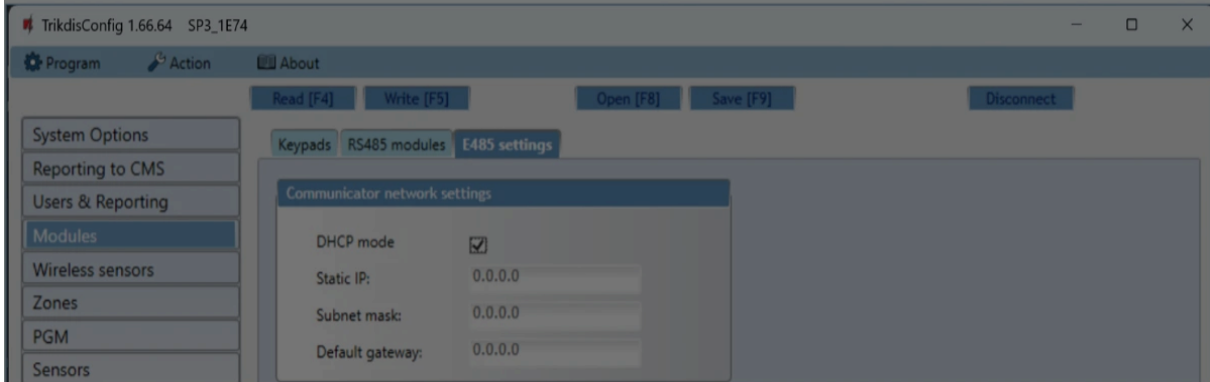 TrikdisConfig 1.66.64 SP3_1E74
Program Action About
Read [F4] Write [F5] Open [F8] Save [F9] Disconnect
System Options
Reporting to CMS
Users & Reporting
Modules
Wireless sensors
Zones
PGM
Sensors
Keypads RS485 modules E485 settings
Communicator network settings
DHCP mode
Static IP: 0.0.0.0
Subnet mask: 0.0.0.0
Default gateway: 0.0.0.0